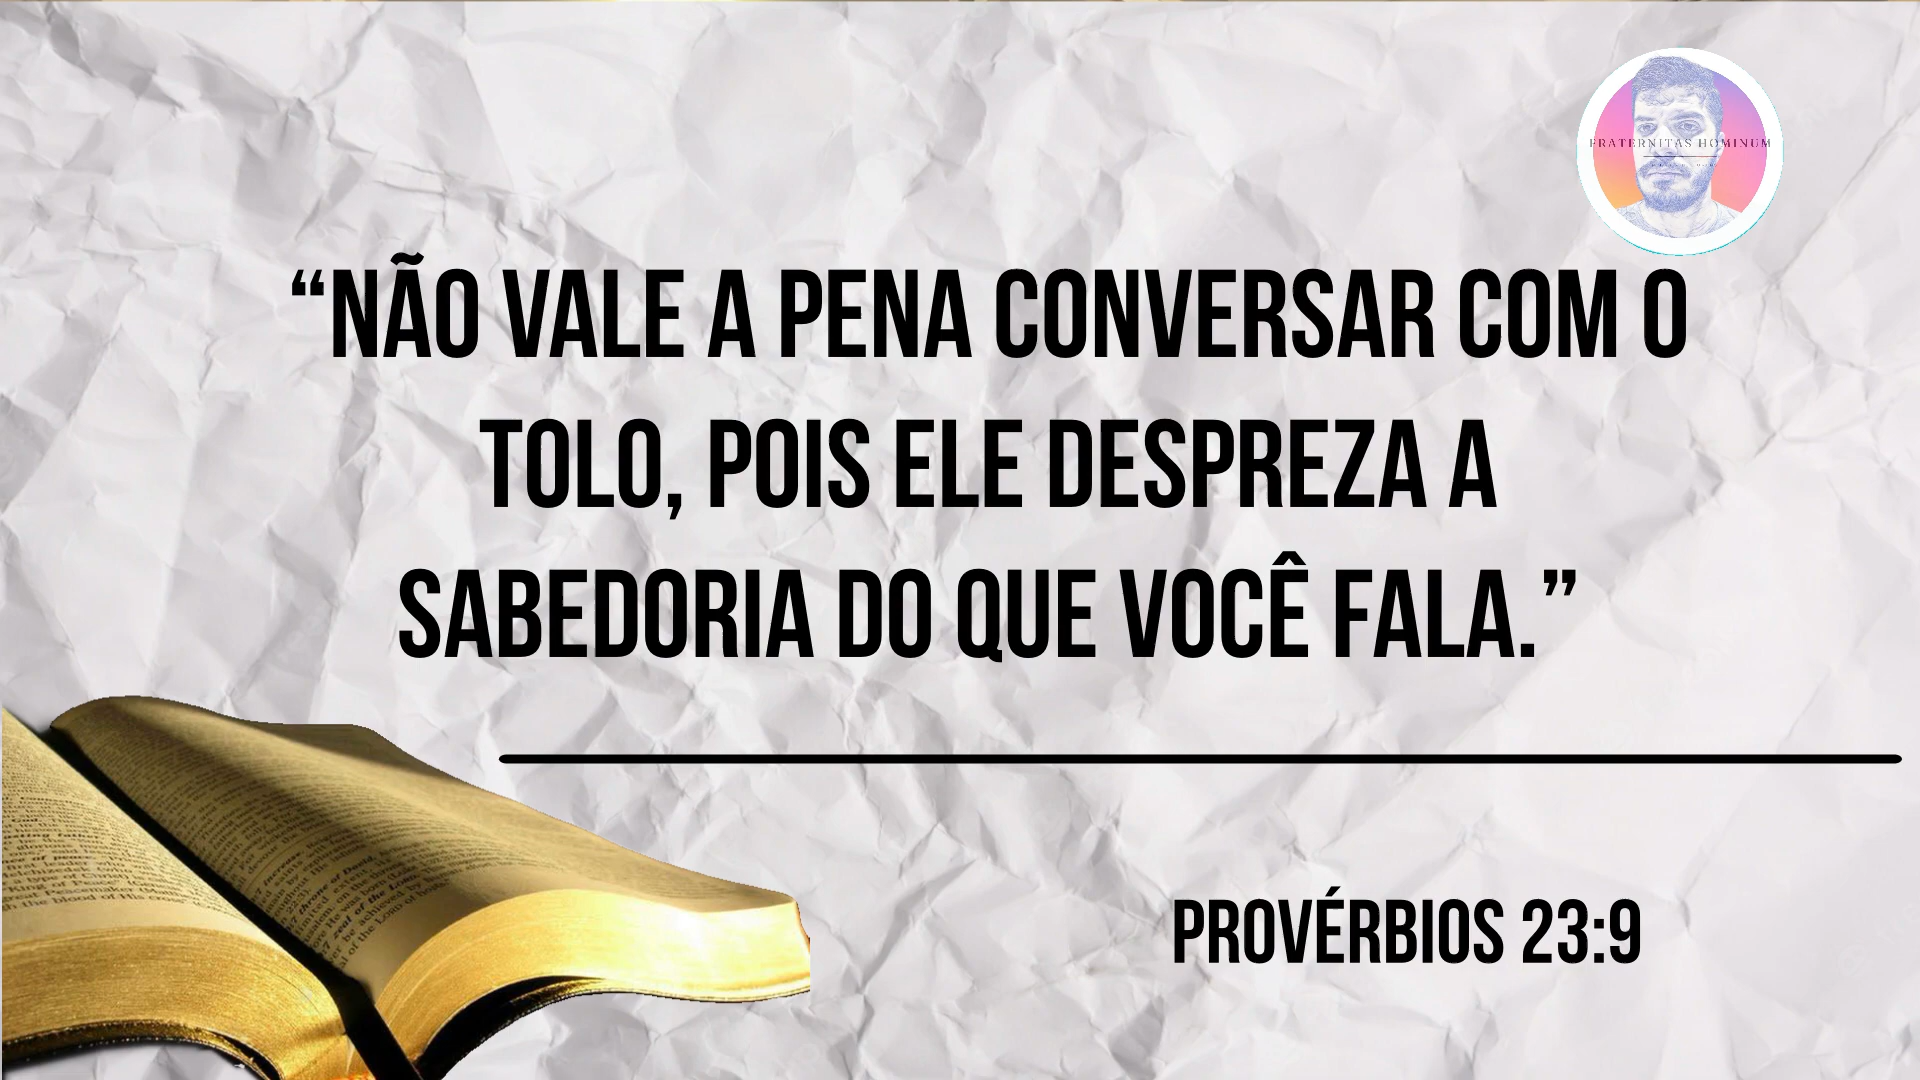 FRATERNITAS HOMINUM
“NÃO VALE A PENA CONVERSAR COM O
TOLO, POIS ELE DESPREZA A
SABEDORIA DO QUE VOCÊ FALA.”
PROVÉRBIOS 23:9